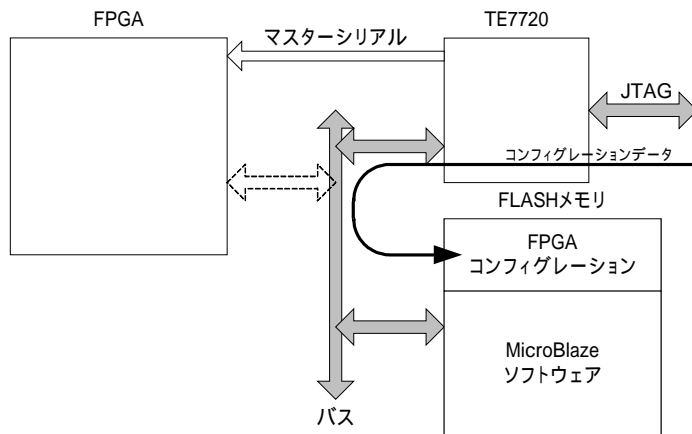 FPGA
TE7720
マスターシリアル
JTAG
コンフィグレーションデータ
FLASHメモリ
FPGA
コンフィグレーション
MicroBlaze
ソフトウェア
バス